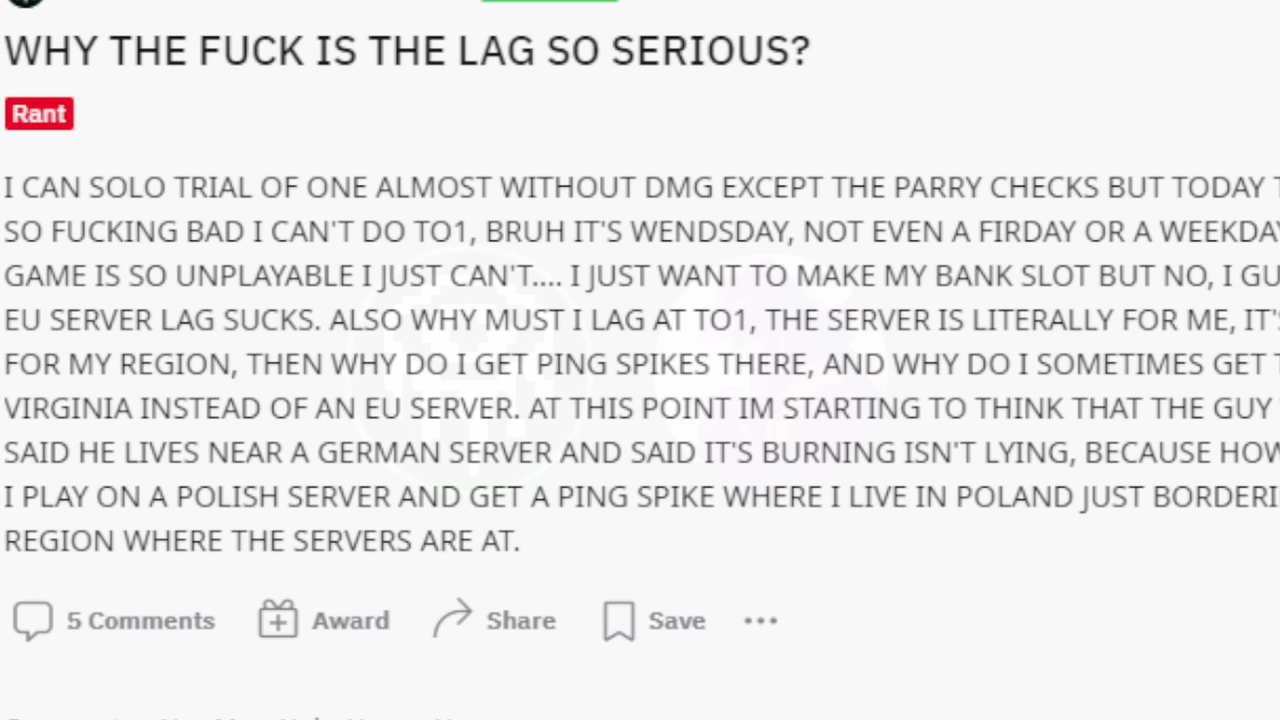 WHY THE FUCK IS THE LAG SO SERIOUS?
Rant
I CAN SOLO TRIAL OF ONE ALMOST WITHOUT DMG EXCEPT THE PARRY CHECKS BUT TODAY
SO FUCKING BAD I CAN'T DO TO1, BRUH IT'S WENDSDAY, NOT EVEN A FIRDAY OR A WEEKDAY
GAME IS SO UNPLAYABLE I JUST CAN'T.... I JUST WANT TO MAKE MY BANK SLOT BUT NO, I
EU SERVER LAG SUCKS. ALSO WHY MUST I LAG AT TO1, THE SERVER IS LITERALLY FOR ME,
FOR MY REGION, THEN WHY DO I GET PING SPIKES THERE, AND WHY DO I SOMETIMES GET
VIRGINIA INSTEAD OF AN EU SERVER. AT THIS POINT IM STARTING TO THINK THAT THE GUY
SAID HE LIVES NEAR A GERMAN SERVER AND SAID IT'S BURNING ISN'T LYING, BECAUSE HOW
I PLAY ON A POLISH SERVER AND GET A PING SPIKE WHERE I LIVE IN POLAND JUST
REGION WHERE THE SERVERS ARE AT.
5 Comments Award Share Save